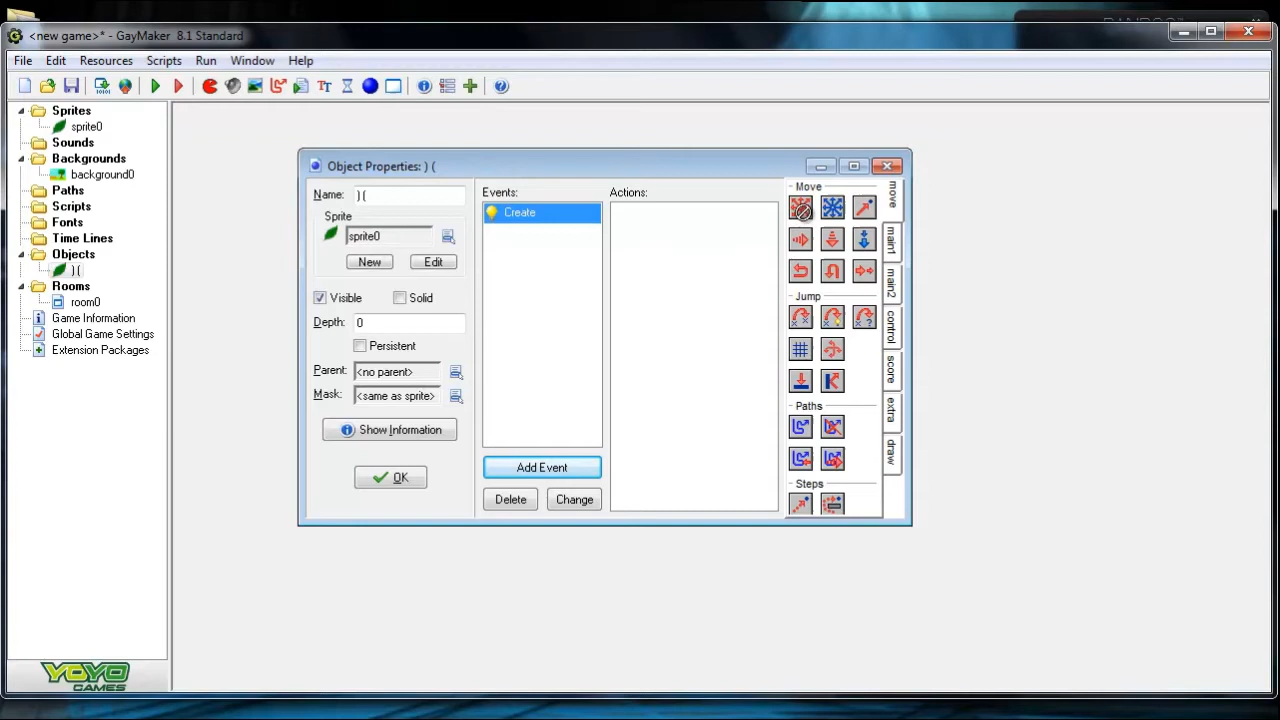 <new game>* - GayMaker 8.1 Standard
File Edit Resources Scripts Run Window Help
Sprites
sprite0
Sounds
Backgrounds
background0
Paths
Scripts
Fonts
Time Lines
Objects
) (
Rooms
room0
Game Information
Global Game Settings
Extension Packages
YOYO
GAMES
Object Properties: ) (
Name: ) (
Sprite
sprite0
New Edit
Visible Solid
Depth: 0
Persistent
Parent: <no parent>
Mask: <same as sprite>
Show Information
OK
Events:
Create
Add Event
Delete Change
Actions:
Move
Jump
Paths
Steps
move
main1
main2
control
score
extra
draw